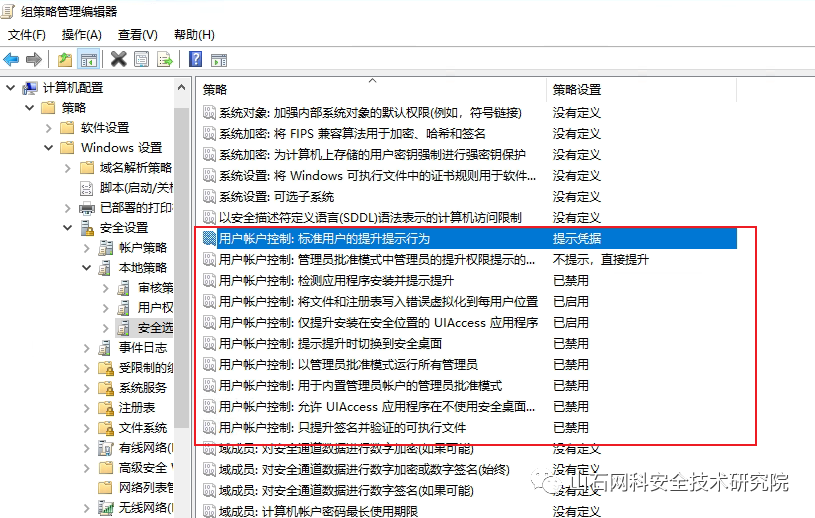 组策略管理编辑器
文件(F) 操作(A) 查看(V) 帮助(H)
计算机配置
策略
软件设置
Windows 设置
域名解析策略
脚本(启动/关机
已部署的打印
安全设置
帐户策略
本地策略
审核策
用户权
安全选
事件日志
受限制的组
系统服务
注册表
文件系统
有线网络(I
高级安全 W
网络列表管
无线网络(I
策略 策略设置
系统对象: 加强内部系统对象的默认权限(例如，符号链接) 没有定义
系统加密: 将 FIPS 兼容算法用于加密、哈希和签名 没有定义
系统加密: 为计算机上存储的用户密钥强制进行强密钥保护 没有定义
系统设置: 将 Windows 可执行文件中的证书规则用于软件... 没有定义
系统设置: 可选子系统 没有定义
以安全描述符定义语言(SDDL)语法表示的计算机访问限制 没有定义
用户帐户控制: 标准用户的提升提示行为 提示凭据
用户帐户控制: 管理员批准模式中管理员的提升权限提示的... 不提示，直接提升
用户帐户控制: 检测应用程序安装并提示提升 已禁用
用户帐户控制: 将文件和注册表写入错误虚拟化到每用户位置 已启用
用户帐户控制: 仅提升安装在安全位置的 UIAccess 应用程序 已启用
用户帐户控制: 提示提升时切换到安全桌面 已禁用
用户帐户控制: 以管理员批准模式运行所有管理员 已禁用
用户帐户控制: 用于内置管理员帐户的管理员批准模式 已禁用
用户帐户控制: 允许 UIAccess 应用程序在不使用安全桌面... 已禁用
用户帐户控制: 只提升签名并验证的可执行文件 已禁用
域成员: 对安全通道数据进行数字加密(如果可能) 没有定义
域成员: 对安全通道数据进行数字加密或数字签名(始终) 没有定义
域成员: 对安全通道数据进行数字签名(如果可能) 没有定义
域成员: 计算机帐户密码最长使用期限 没有定义
山石网科安全技术研究院